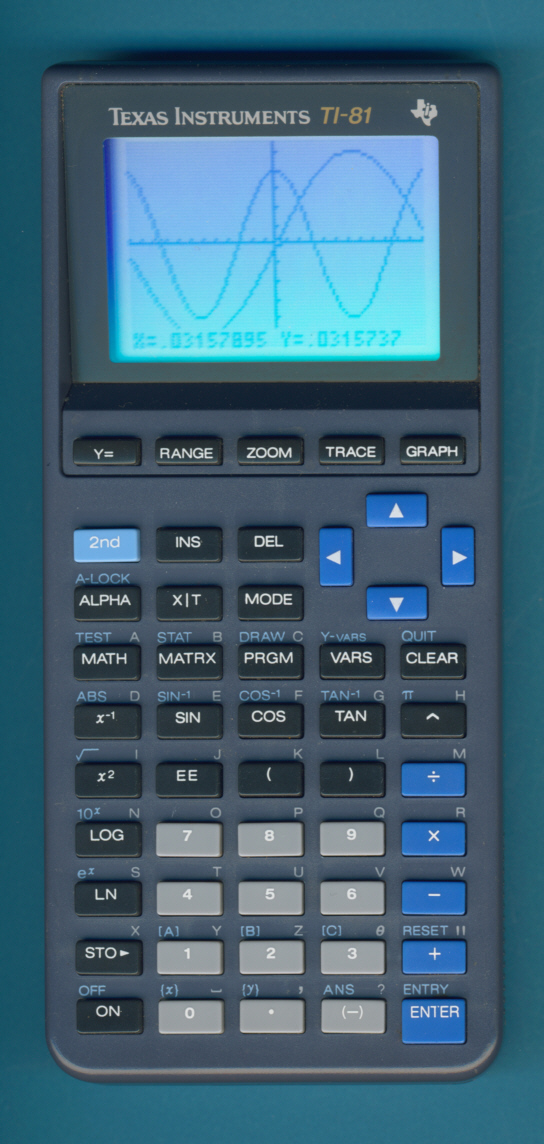 TEXAS INSTRUMENTS TI-81
X=.03157895 Y=.0315737
Y= RANGE ZOOM TRACE GRAPH
2nd INS DEL
A-LOCK
ALPHA X|T MODE
TEST A STAT B DRAW C Y-VARS QUIT
MATH MATRX PRGM VARS CLEAR
ABS D SIN⁻¹ E COS⁻¹ F TAN⁻¹ G π H
x⁻¹ SIN COS TAN ^
√ I J K L M
x² EE ( ) ÷
10ˣ N O P Q R
LOG 7 8 9 ×
eˣ S T U V W
LN 4 5 6 −
X [A] Y [B] Z [C] θ RESET "
STO► 1 2 3 +
OFF {x} ⎵ {y} , ANS ? ENTRY
ON 0 . (−) ENTER